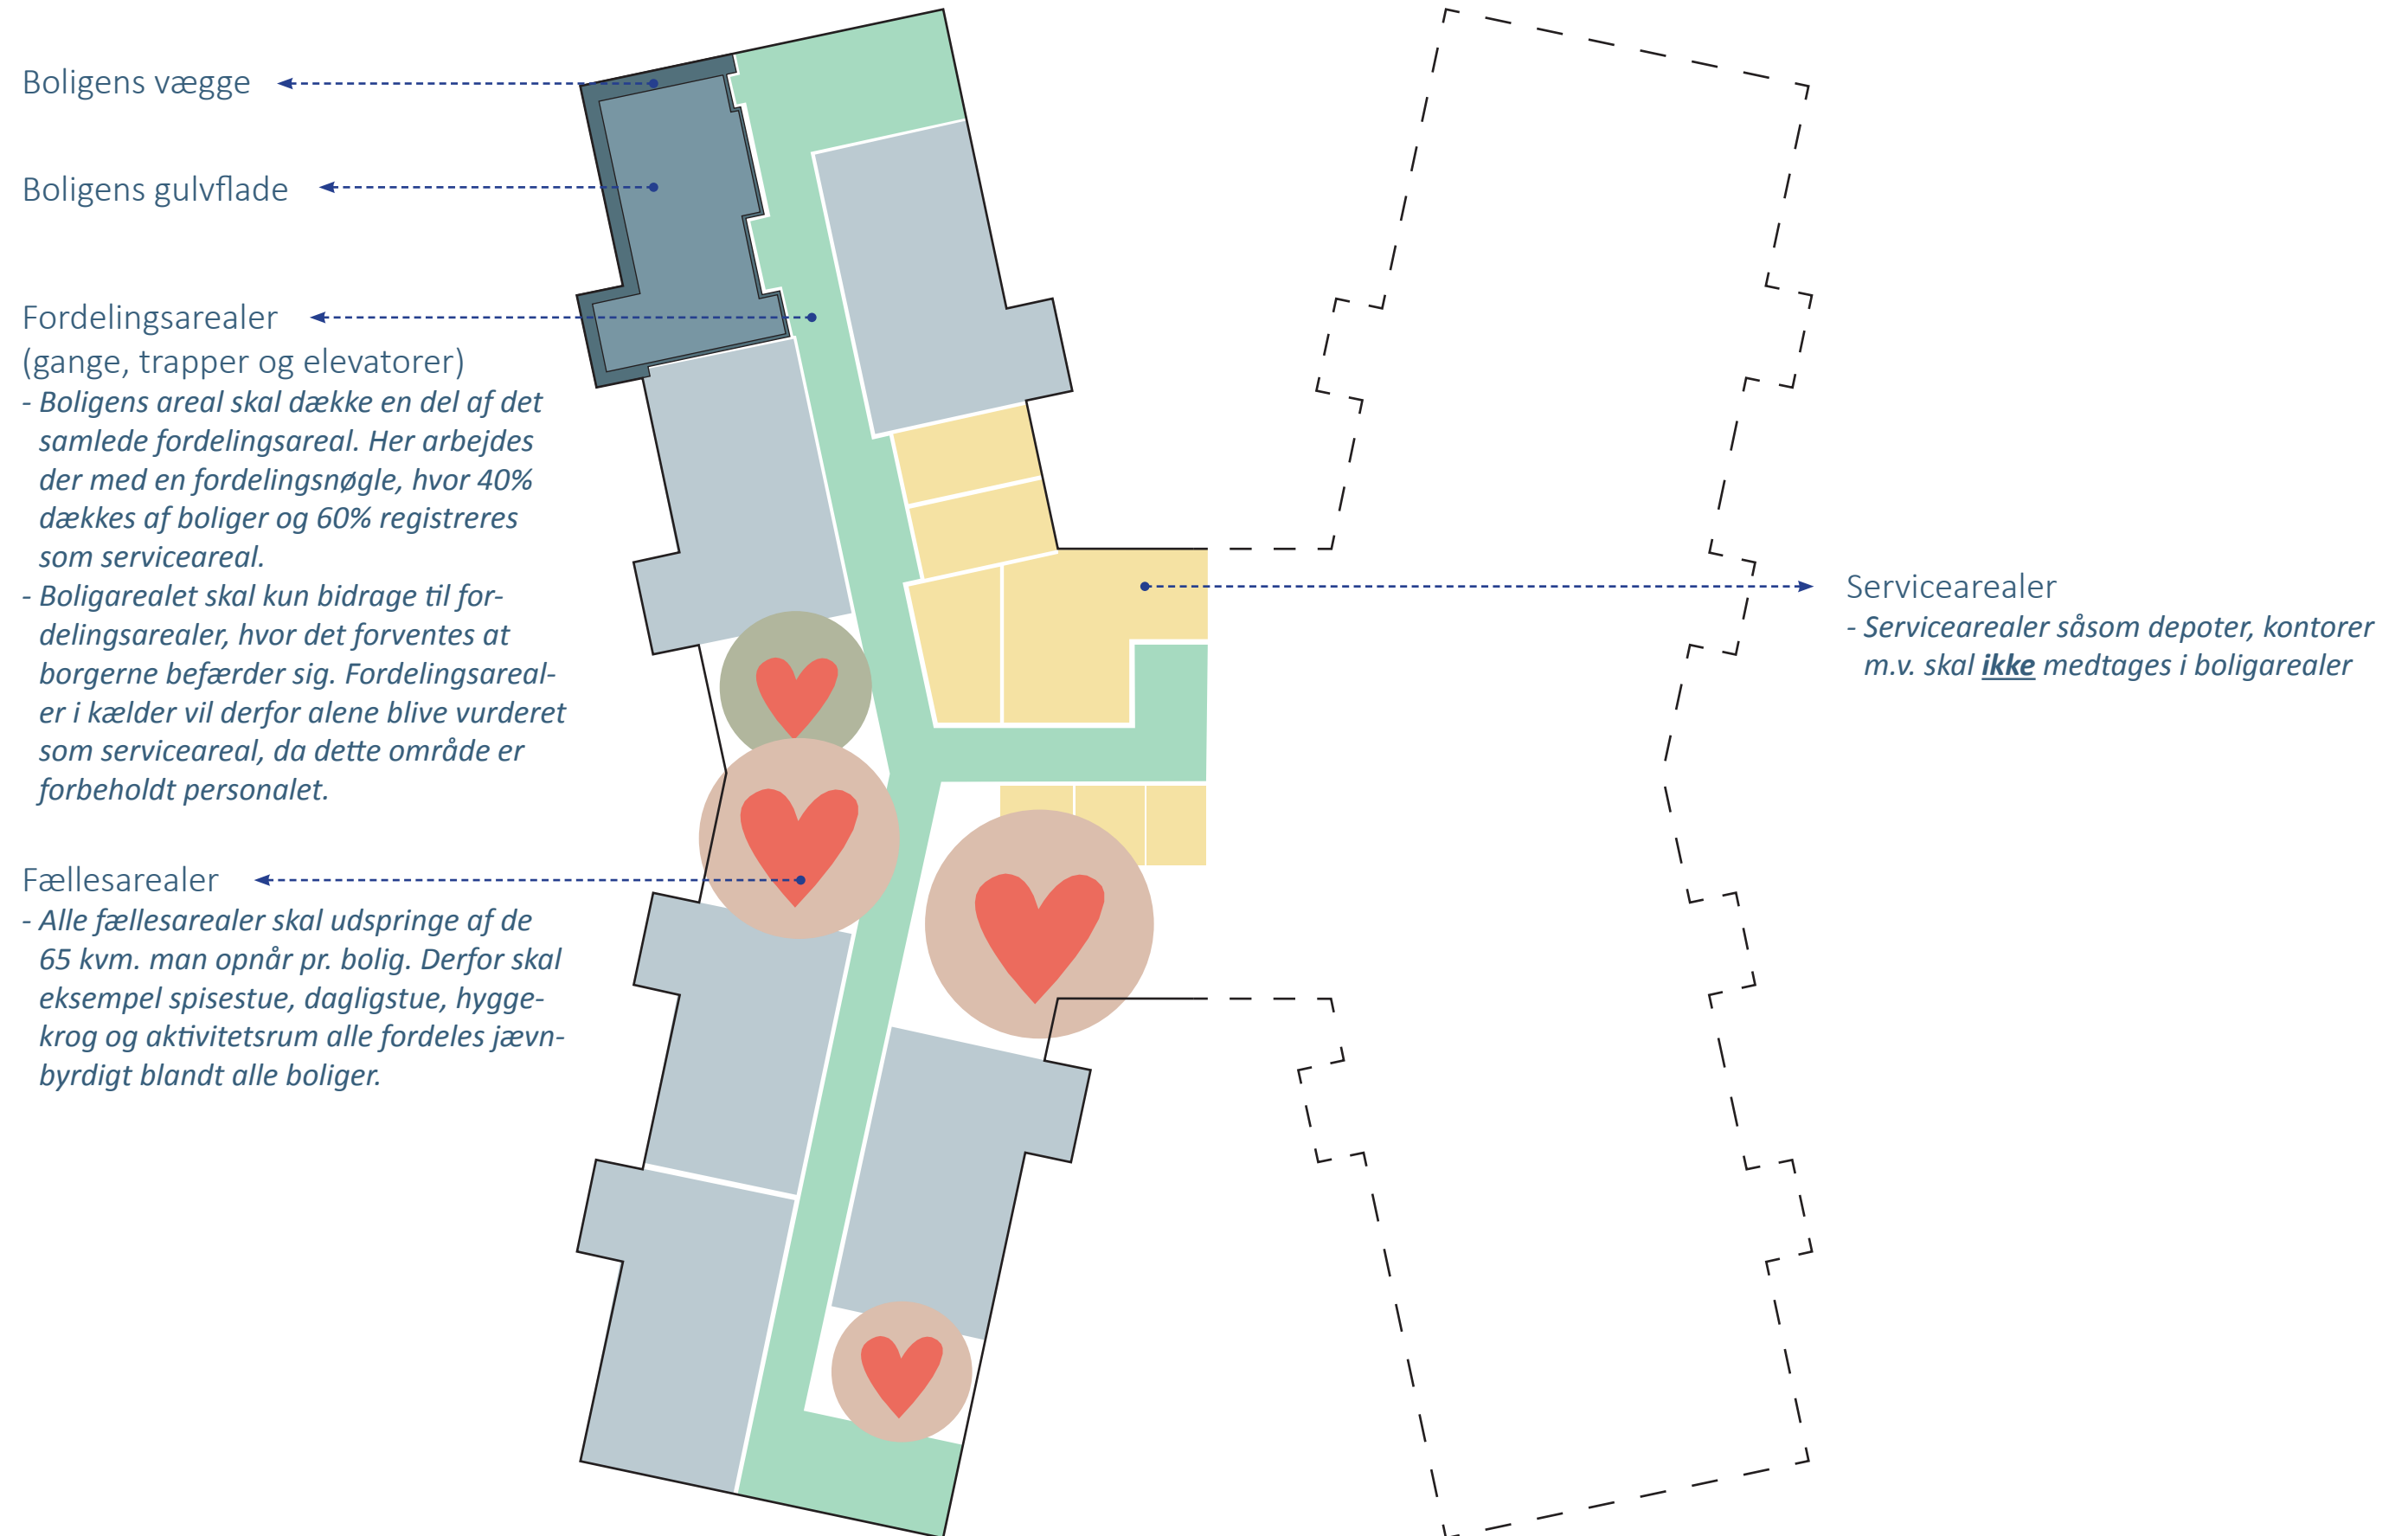 Boligens vægge
Boligens gulvflade
Fordelingsarealer
(gange, trapper og elevatorer)
- Boligens areal skal dække en del af det
samlede fordelingsareal. Her arbejdes
der med en fordelingsnøgle, hvor 40%
dækkes af boliger og 60% registreres
som serviceareal.
- Boligarealet skal kun bidrage til for-
delingsarealer, hvor det forventes at
borgerne befærder sig. Fordelingsareal-
er i kælder vil derfor alene blive vurderet
som serviceareal, da dette område er
forbeholdt personalet.
Fællesarealer
- Alle fællesarealer skal udspringe af de
65 kvm. man opnår pr. bolig. Derfor skal
eksempel spisestue, dagligstue, hygge-
krog og aktivitetsrum alle fordeles jævn-
byrdigt blandt alle boliger.
Servicearealer
- Servicearealer såsom depoter, kontorer
m.v. skal ikke medtages i boligarealer